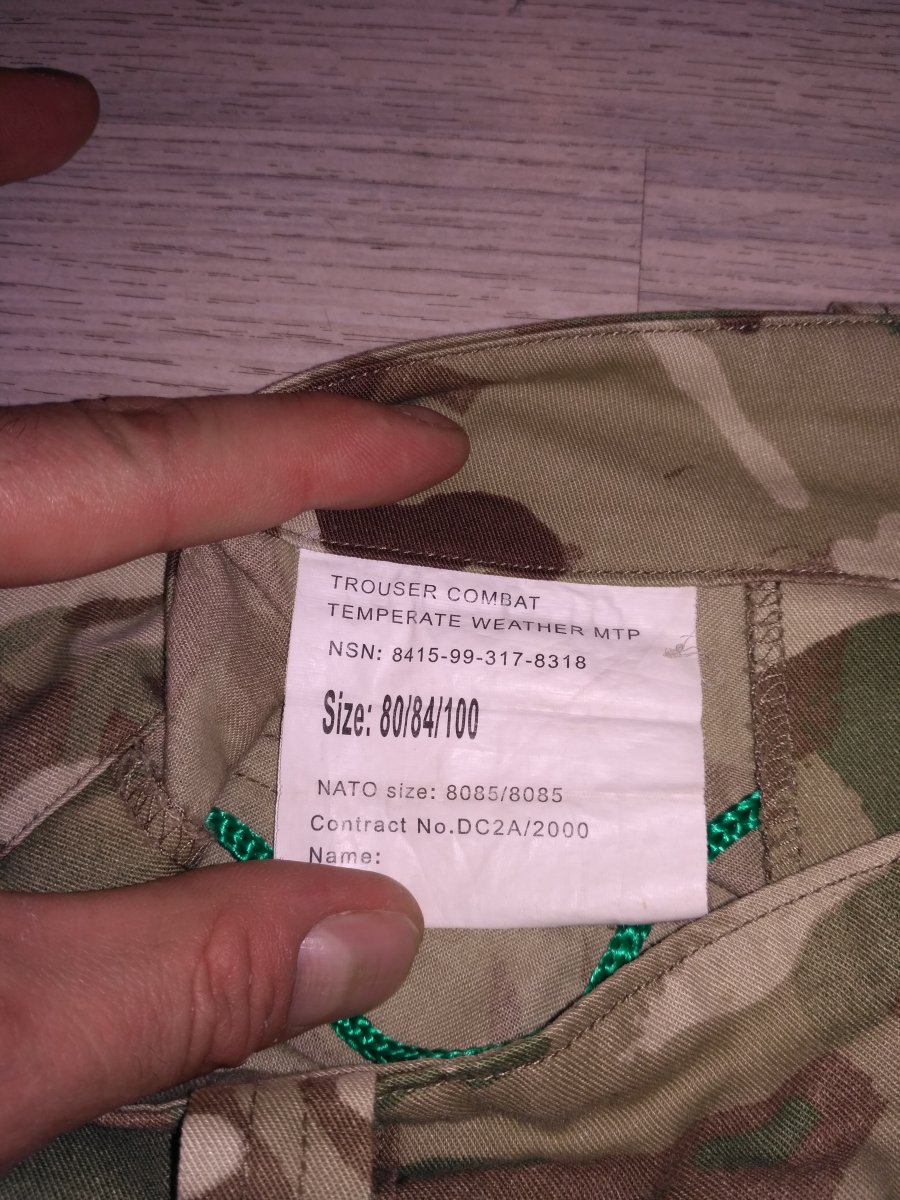 TROUSER COMBAT
TEMPERATE WEATHER MTP
NSN: 8415-99-317-8318
Size: 80/84/100
NATO size: 8085/8085
Contract No.DC2A/2000
Name: